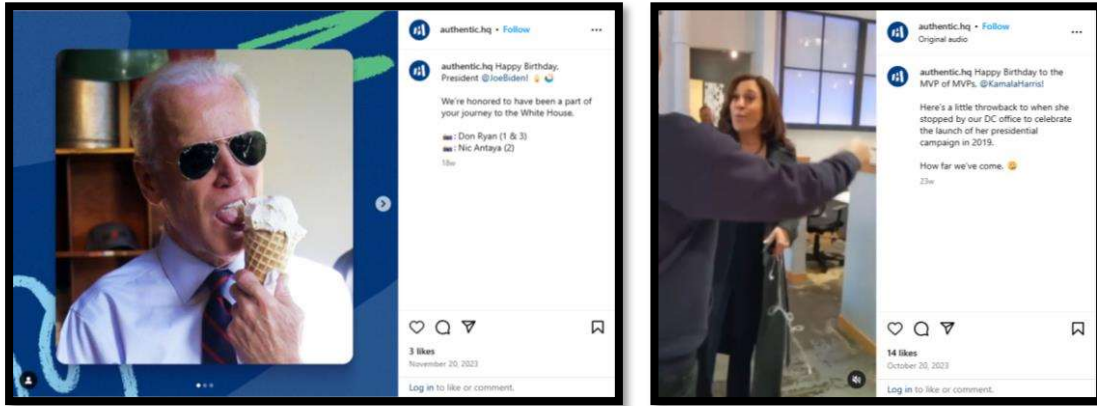 authentic.hq • Follow
authentic.hq Happy Birthday,
President @JoeBiden!
We're honored to have been a part of
your journey to the White House.
: Don Ryan (1 & 3)
: Nic Antaya (2)
18w
3 likes
November 20, 2023
Log in to like or comment.
authentic.hq • Follow
Original audio
authentic.hq Happy Birthday to the
MVP of MVPs, @KamalaHarris!
Here's a little throwback to when she
stopped by our DC office to celebrate
the launch of her presidential
campaign in 2019.
How far we've come.
23w
14 likes
October 20, 2023
Log in to like or comment.